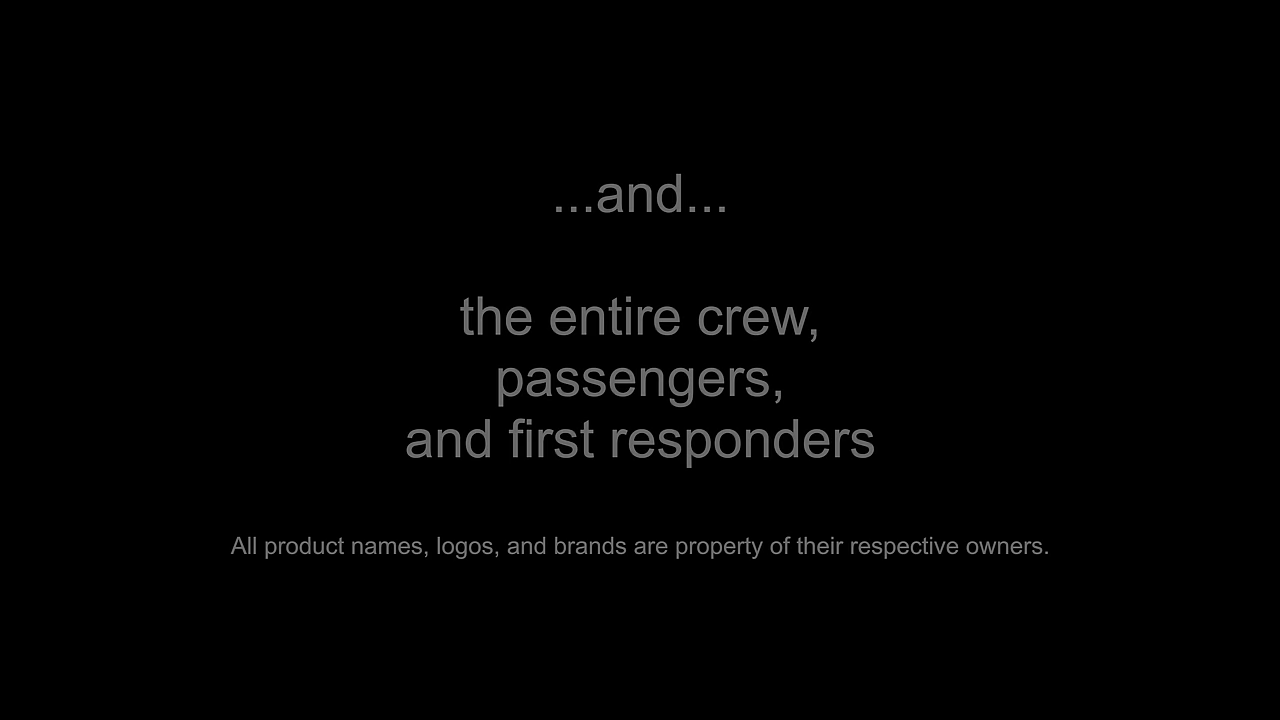 ...and...
the entire crew,
passengers,
and first responders
All product names, logos, and brands are property of their respective owners.